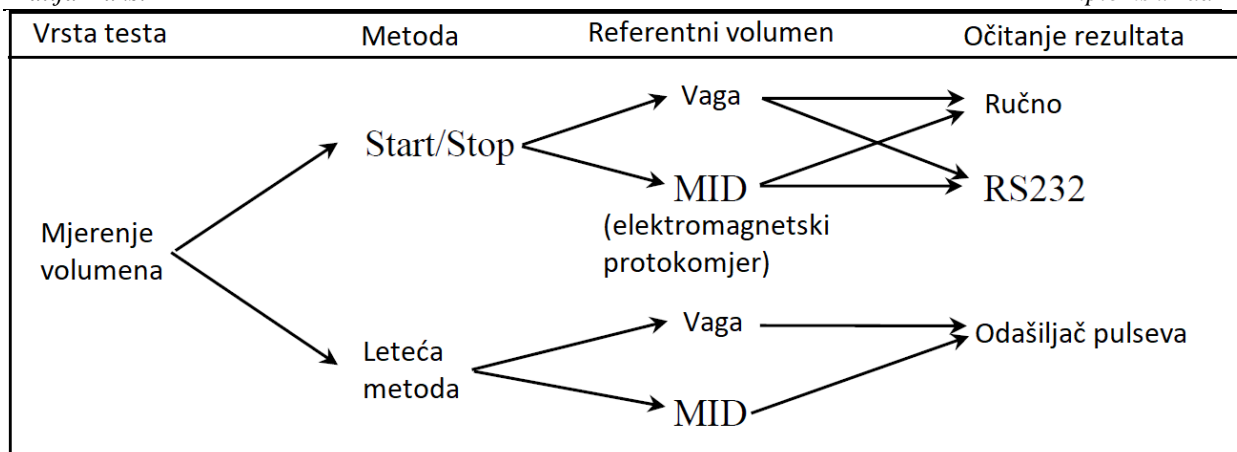 Vrsta testa
Metoda
Referentni volumen
Očitanje rezultata
Mjerenje
volumena
Start/Stop
Leteća
metoda
Vaga
MID
(elektromagnetski
protokomjer)
Vaga
MID
Ručno
RS232
Odašiljač pulseva